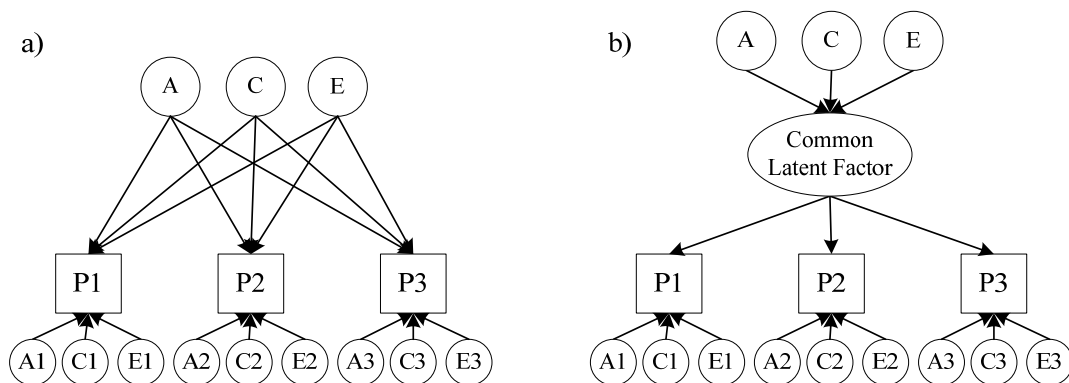 a)
A C E
P1 P2 P3
A1 C1 E1 A2 C2 E2 A3 C3 E3
b)
A C E
Common
Latent Factor
P1 P2 P3
A1 C1 E1 A2 C2 E2 A3 C3 E3